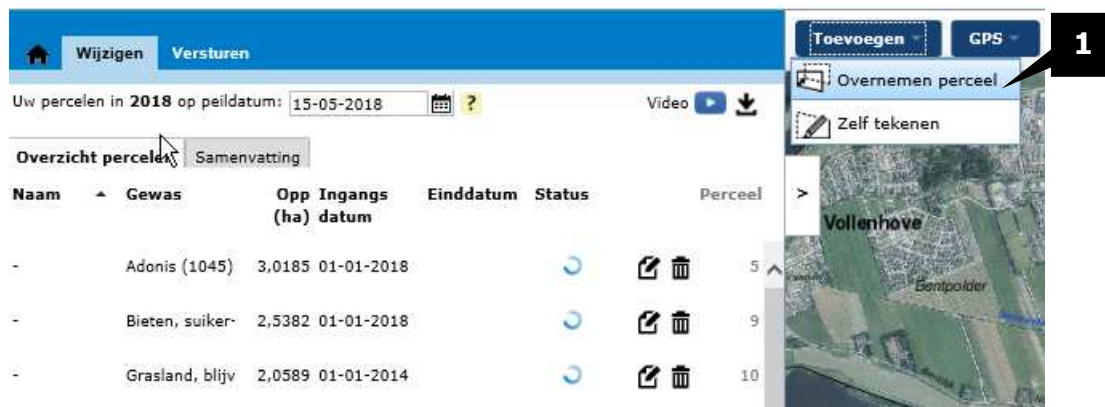 Wijzigen Versturen
Toevoegen GPS
1
Overnemen perceel
Zelf tekenen
Uw percelen in 2018 op peildatum: 15-05-2018 ? Video
Overzicht percelen Samenvatting
Naam Gewas Opp (ha) Ingangs datum Einddatum Status Perceel
>
Vollenhove
Bentpolder
- Adonis (1045) 3,0185 01-01-2018 5
- Bieten, suiker- 2,5382 01-01-2018 9
- Grasland, blijv 2,0589 01-01-2014 10